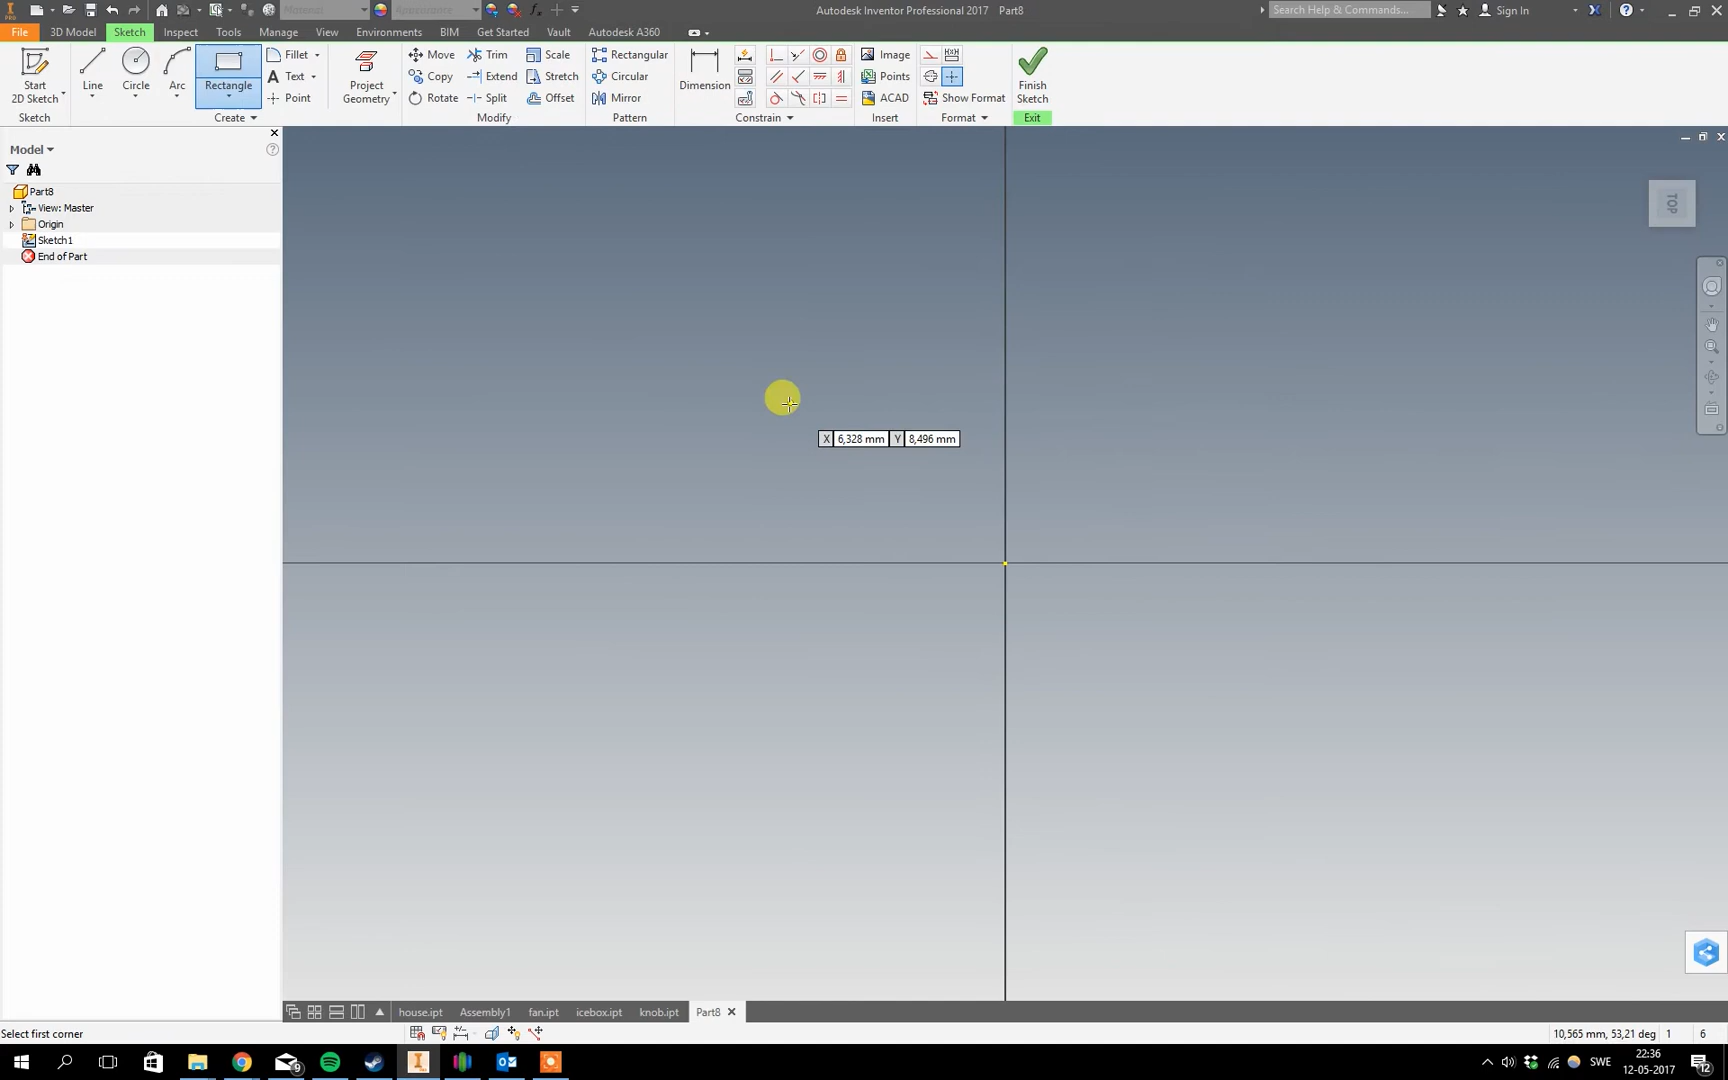 PRO
Material
Appearance
Autodesk Inventor Professional 2017 Part8
Search Help & Commands...
Sign In
File
3D Model
Sketch
Inspect
Tools
Manage
View
Environments
BIM
Get Started
Vault
Autodesk A360
Start
2D Sketch
Line
Circle
Arc
Rectangle
Fillet
Text
Point
Project
Geometry
Move
Copy
Rotate
Trim
Extend
Split
Scale
Stretch
Offset
Rectangular
Circular
Mirror
Dimension
Image
Points
ACAD
Show Format
Finish
Sketch
Sketch
Create
Modify
Pattern
Constrain
Insert
Format
Exit
Model
Part8
View: Master
Origin
Sketch1
End of Part
TOP
X 6,328 mm Y 8,496 mm
house.ipt
Assembly1
fan.ipt
icebox.ipt
knob.ipt
Part8
Select first corner
10,565 mm, 53,21 deg 1 6
9
SWE
22:36
12-05-2017
12